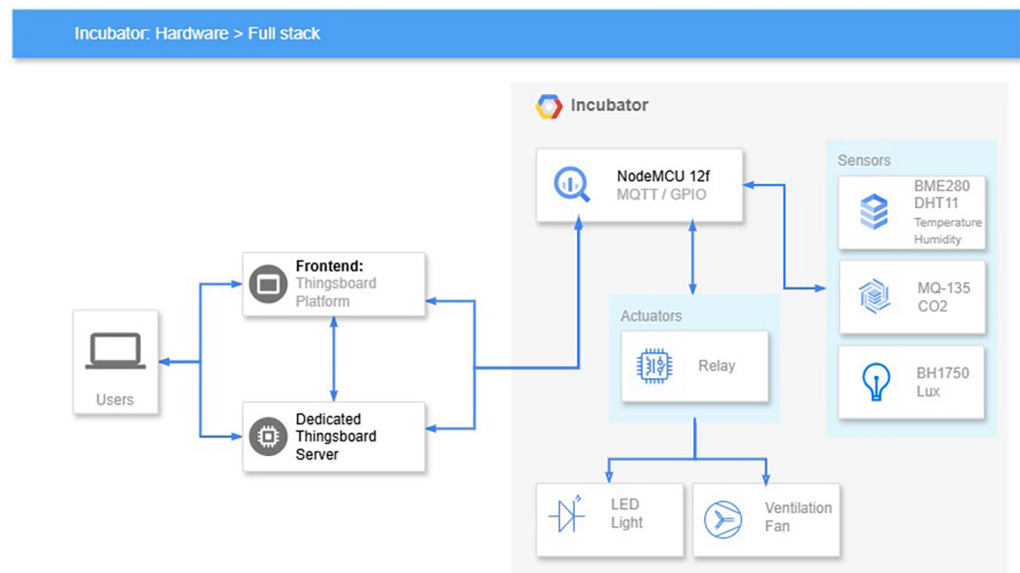 Incubator: Hardware > Full stack
Incubator
NodeMCU 12f
MQTT / GPIO
Sensors
BME280
DHT11
Temperature
Humidity
MQ-135
CO2
BH1750
Lux
Frontend:
Thingsboard
Platform
Users
Dedicated
Thingsboard
Server
Actuators
Relay
LED
Light
Ventilation
Fan